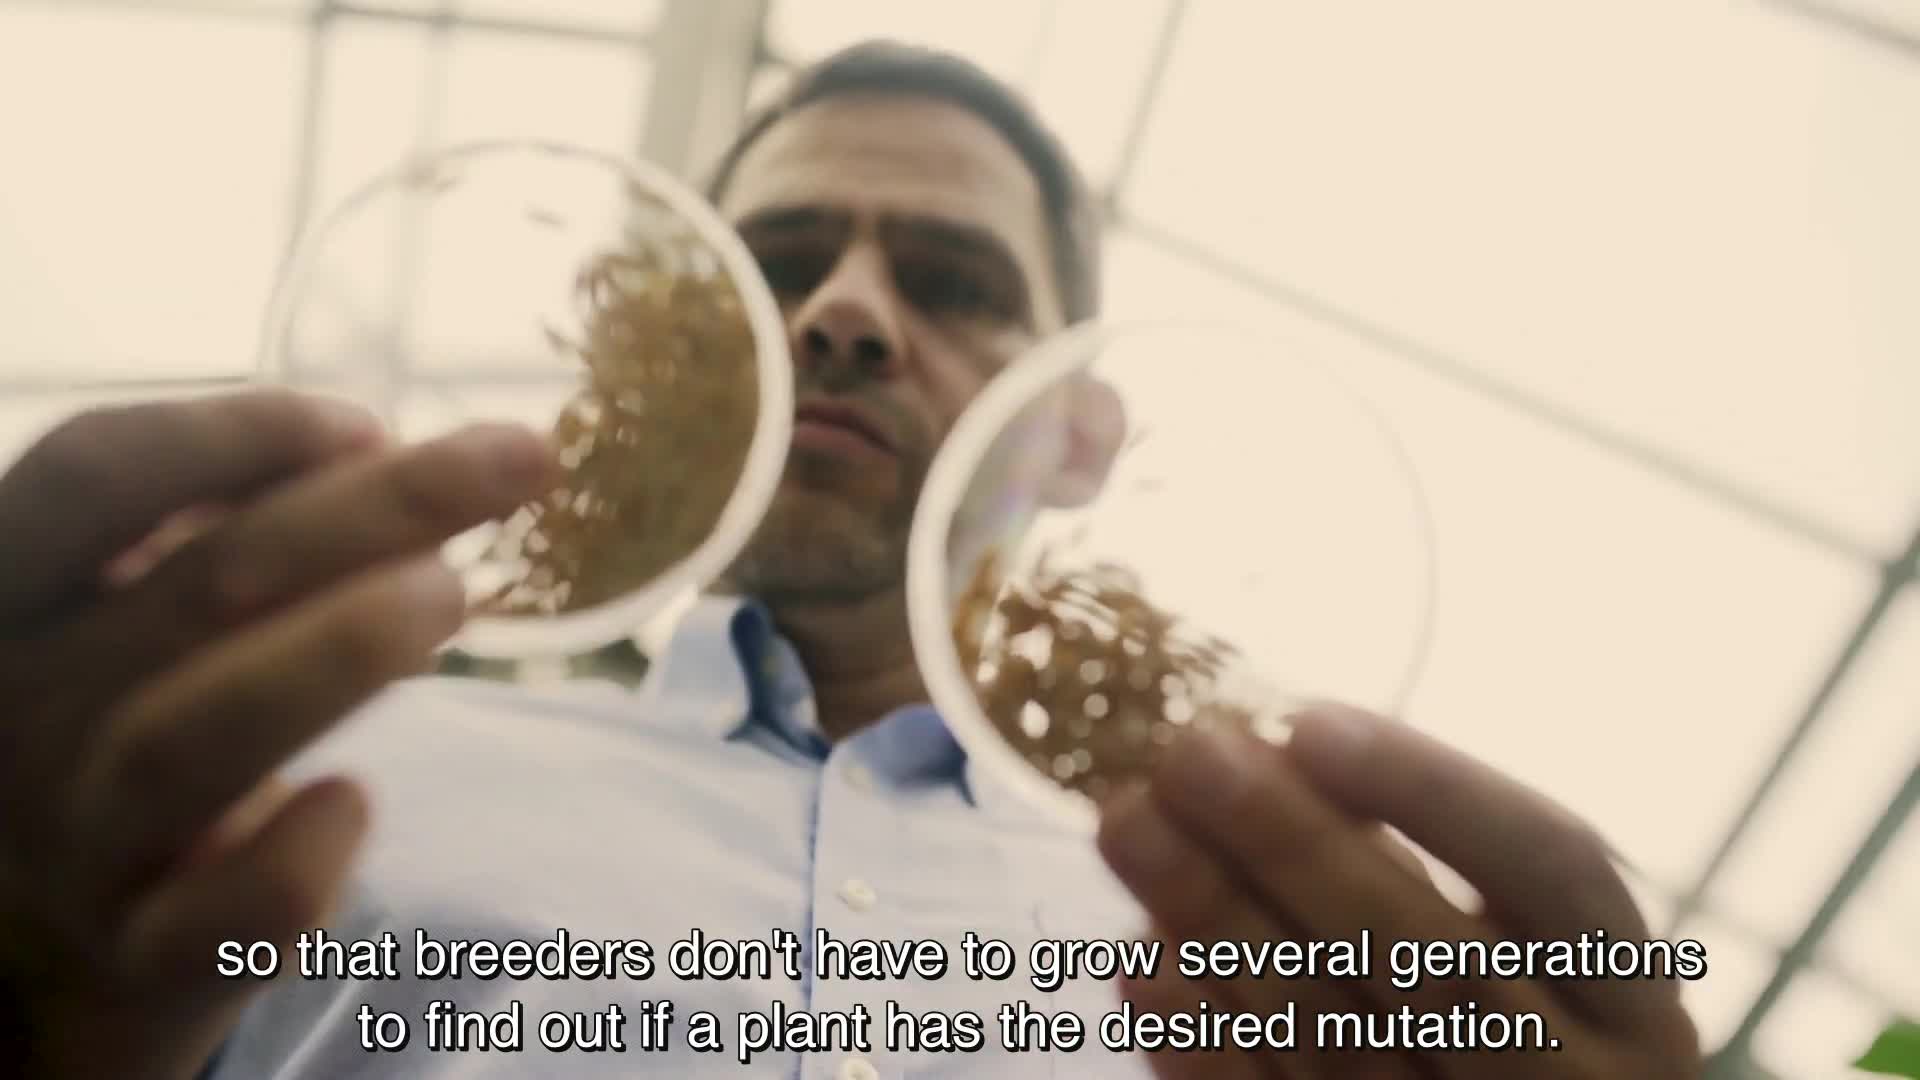 so that breeders don't have to grow several generations
to find out if a plant has the desired mutation.